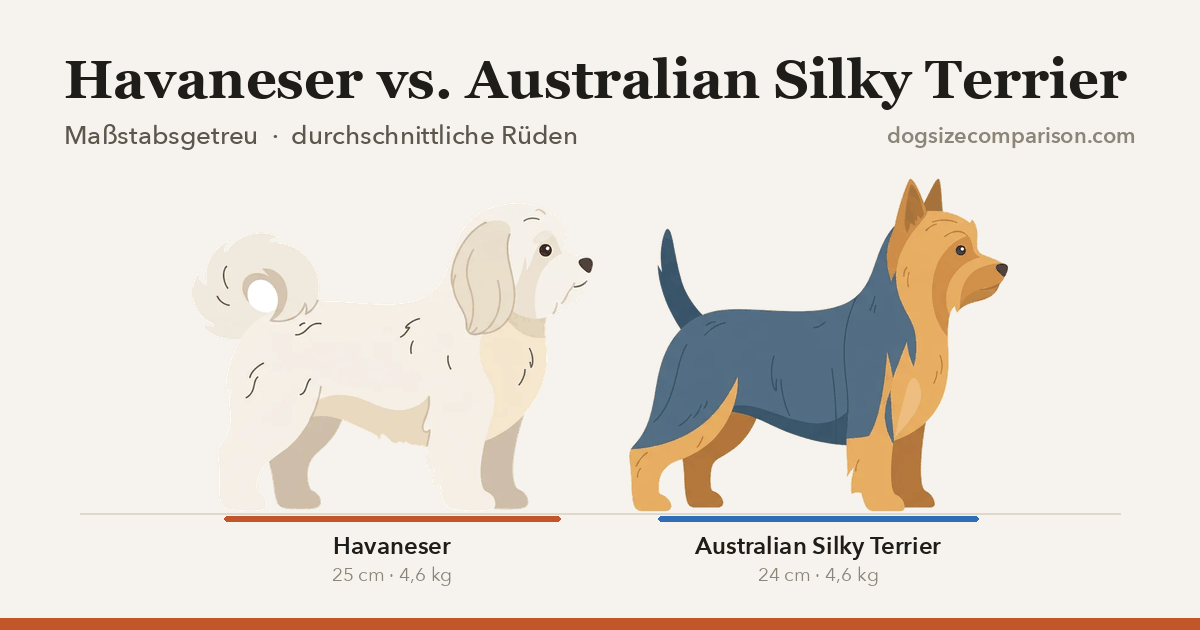 Havaneser vs. Australian Silky Terrier
Maßstabsgetreu · durchschnittliche Rüden
dogsizecomparison.com
Havaneser
25 cm · 4,6 kg
Australian Silky Terrier
24 cm · 4,6 kg